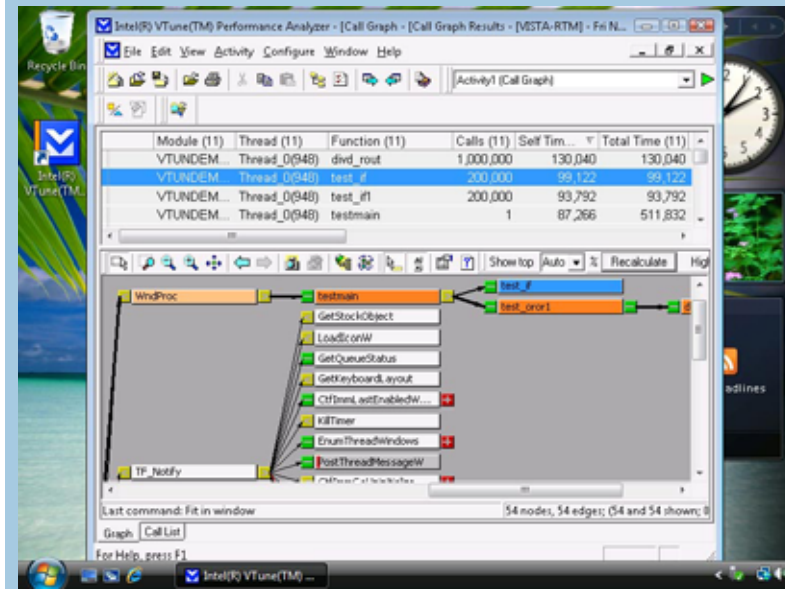 Recycle Bin
Intel(R) VTune(TM...
Intel(R) VTune(TM) Performance Analyzer - [Call Graph - [Call Graph Results - [VISTA-RTM] - Fri N...
File Edit View Activity Configure Window Help
Activity1 (Call Graph)
Module (11) Thread (11) Function (11) Calls (11) Self Tim... Total Time (11)
VTUNDEM... Thread_0(948) divd_rout 1,000,000 130,040 130,040
VTUNDEM... Thread_0(948) test_if 200,000 99,122 99,122
VTUNDEM... Thread_0(948) test_if1 200,000 93,792 93,792
VTUNDEM... Thread_0(948) testmain 1 87,266 511,832
Show top Auto % Recalculate Higl
WndProc testmain test_if
test_oror1 d
GetStockObject
LoadIconW
GetQueueStatus
GetKeyboardLayout
CtfImmLastEnabledW...
KillTimer
EnumThreadWindows
PostThreadMessageW
TF_Notify
Last command: Fit in window 54 nodes, 54 edges; (54 and 54 shown; 0
Graph Call List
For Help, press F1
adlines
2
3
4
5
Intel(R) VTune(TM) ...